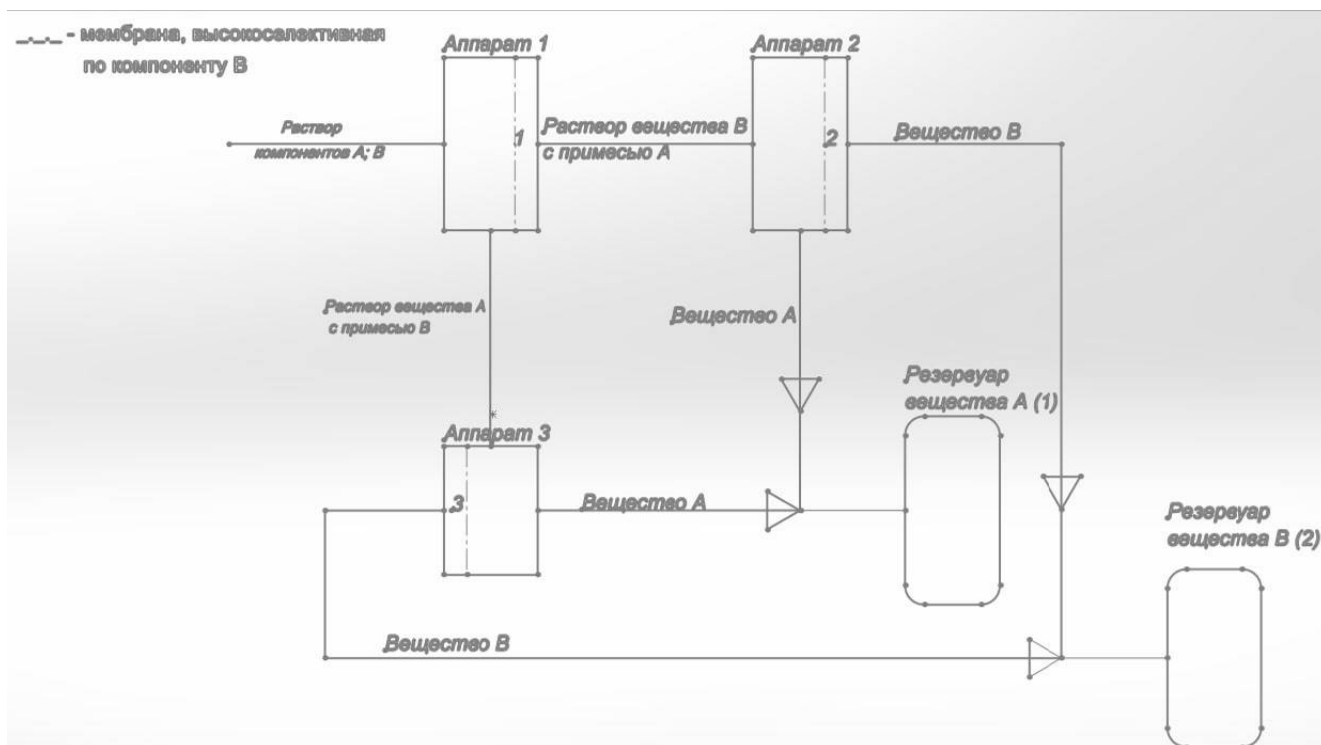 _._._ - мембрана, высокоселективная
по компоненту В
Аппарат 1
Аппарат 2
Раствор
компонентов А; В
1
Раствор вещества В
с примесью А
2
Вещество В
Раствор вещества А
с примесью В
Вещество А
Резервуар
вещества А (1)
Аппарат 3
3
Вещество А
Резервуар
вещества В (2)
Вещество В